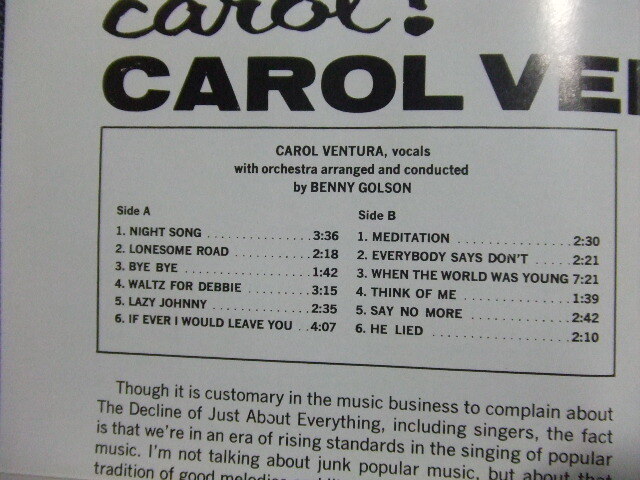 carol!
CAROL VE
CAROL VENTURA, vocals
with orchestra arranged and conducted
by BENNY GOLSON
Side A
1. NIGHT SONG ............ 3:36
2. LONESOME ROAD ............ 2:18
3. BYE BYE ............ 1:42
4. WALTZ FOR DEBBIE ............ 3:15
5. LAZY JOHNNY ............ 2:35
6. IF EVER I WOULD LEAVE YOU .. 4:07
Side B
1. MEDITATION ............ 2:30
2. EVERYBODY SAYS DON'T ...... 2:21
3. WHEN THE WORLD WAS YOUNG 7:21
4. THINK OF ME ............ 1:39
5. SAY NO MORE ............ 2:42
6. HE LIED ............ 2:10
Though it is customary in the music business to complain about
The Decline of Just About Everything, including singers, the fact
is that we're in an era of rising standards in the singing of popular
music. I'm not talking about junk popular music, but about that
tradition of good